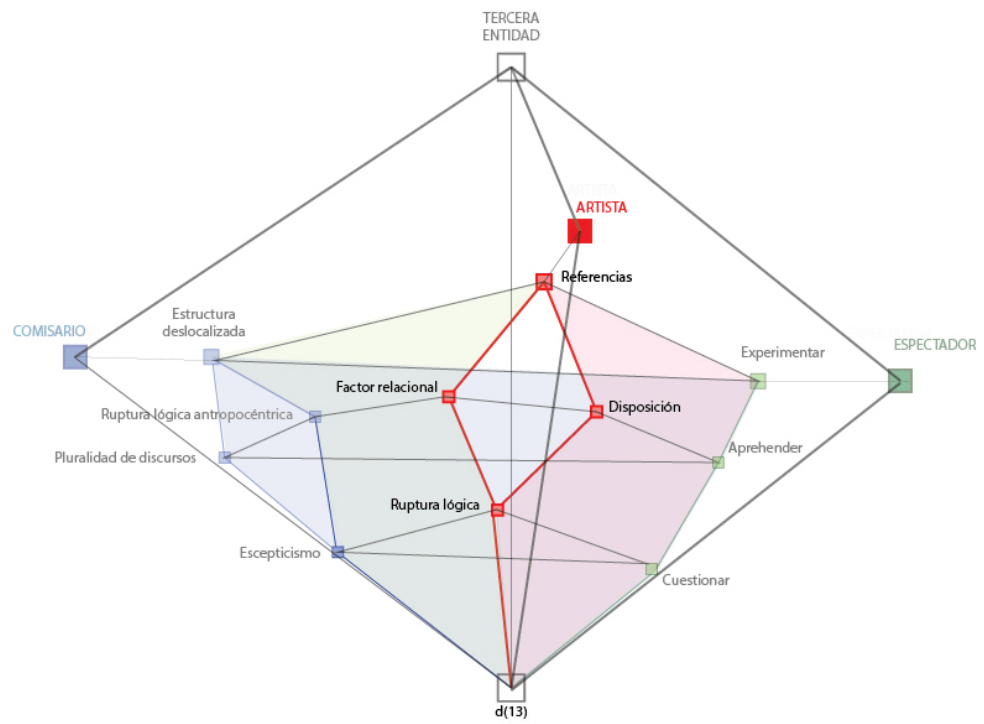 TERCERA
ENTIDAD
ARTISTA
Referencias
Estructura
deslocalizada
COMISARIO
ESPECTADOR
Experimentar
Factor relacional
Disposición
Ruptura lógica antropocéntrica
Aprehender
Pluralidad de discursos
Ruptura lógica
Escepticismo
Cuestionar
d(13)